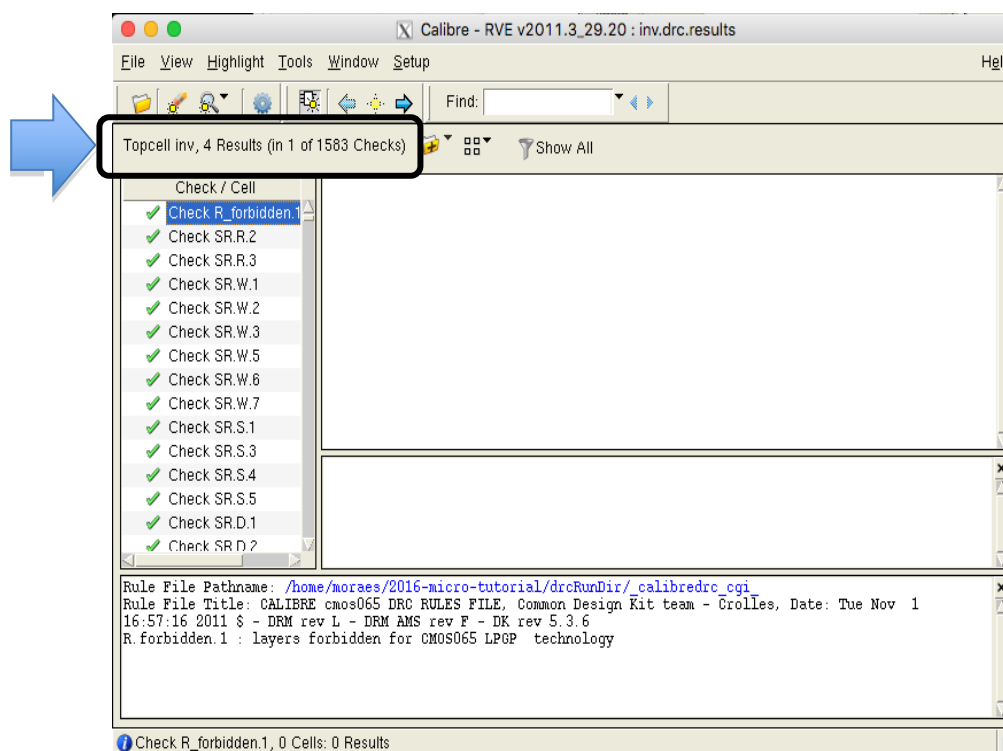 Calibre - RVE v2011.3_29.20 : inv.drc.results
File View Highlight Tools Window Setup Hel
Find:
Topcell inv, 4 Results (in 1 of 1583 Checks) Show All
Check / Cell
Check R_forbidden.1
Check SR.R.2
Check SR.R.3
Check SR.W.1
Check SR.W.2
Check SR.W.3
Check SR.W.5
Check SR.W.6
Check SR.W.7
Check SR.S.1
Check SR.S.3
Check SR.S.4
Check SR.S.5
Check SR.D.1
Check SR.D.2
Rule File Pathname: /home/moraes/2016-micro-tutorial/drcRunDir/_calibredrc_cgi_
Rule File Title: CALIBRE cmos065 DRC RULES FILE, Common Design Kit team - Crolles, Date: Tue Nov 1
16:57:16 2011 $ - DRM rev L - DRM AMS rev F - DK rev 5.3.6
R.forbidden.1 : layers forbidden for CMOS065 LPGP technology
Check R_forbidden.1, 0 Cells: 0 Results